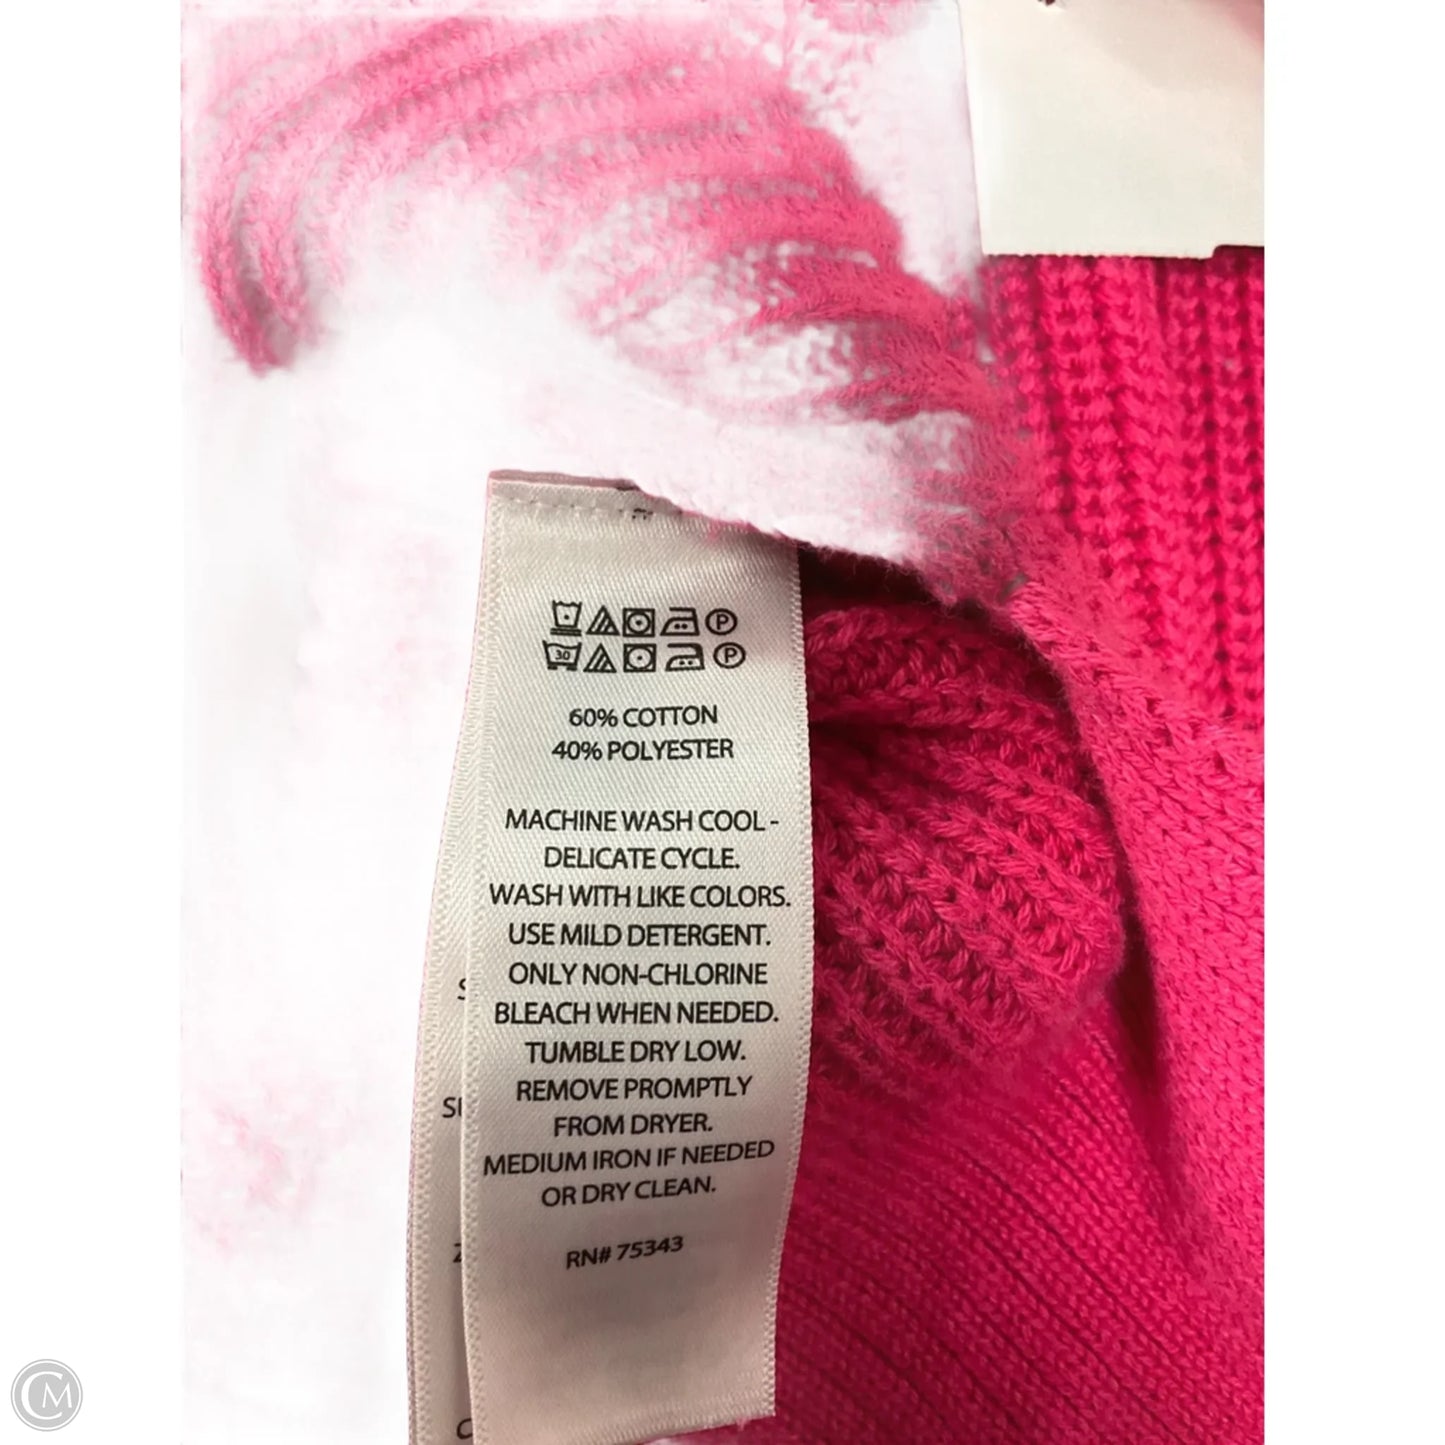 P
30 P
60% COTTON
40% POLYESTER
MACHINE WASH COOL -
DELICATE CYCLE.
WASH WITH LIKE COLORS.
USE MILD DETERGENT.
ONLY NON-CHLORINE
BLEACH WHEN NEEDED.
TUMBLE DRY LOW.
REMOVE PROMPTLY
FROM DRYER.
MEDIUM IRON IF NEEDED
OR DRY CLEAN.
RN# 75343
CM